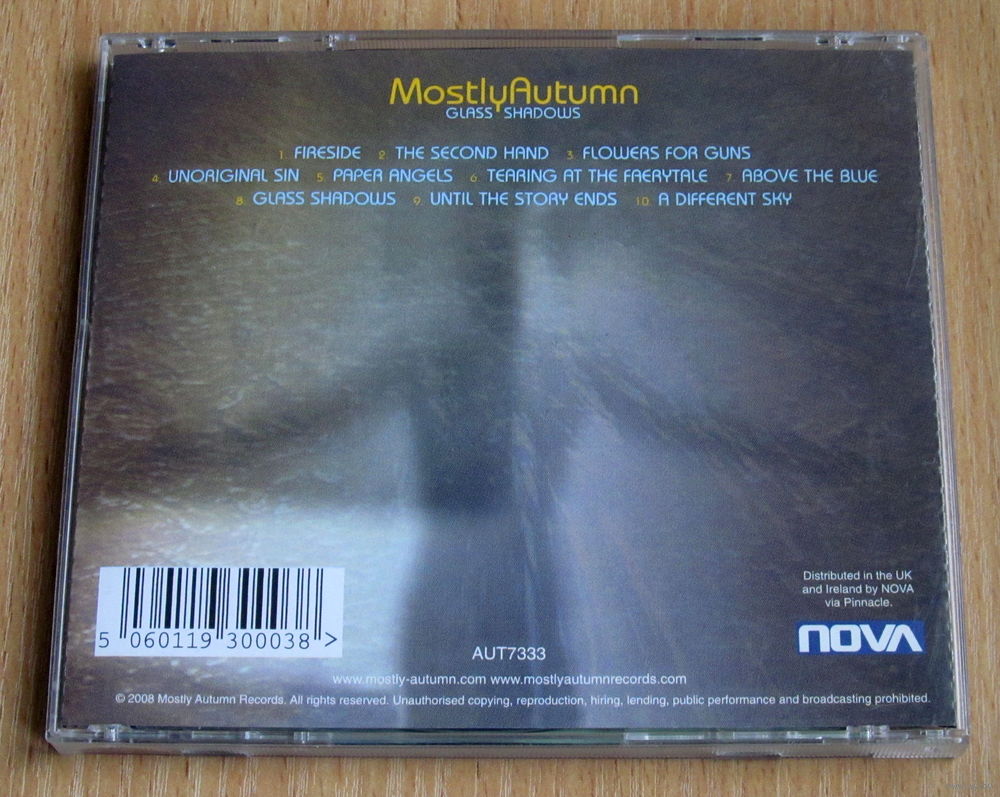 MostlyAutumn
GLASS SHADOWS
1. FIRESIDE 2. THE SECOND HAND 3. FLOWERS FOR GUNS
4. UNORIGINAL SIN 5. PAPER ANGELS 6. TEARING AT THE FAERYTALE 7. ABOVE THE BLUE
8. GLASS SHADOWS 9. UNTIL THE STORY ENDS 10. A DIFFERENT SKY
Distributed in the UK
and Ireland by NOVA
via Pinnacle.
NOVA
5 060119 300038 >
AUT7333
www.mostly-autumn.com www.mostlyautumnrecords.com
© 2008 Mostly Autumn Records. All rights reserved. Unauthorised copying, reproduction, hiring, lending, public performance and broadcasting prohibited.